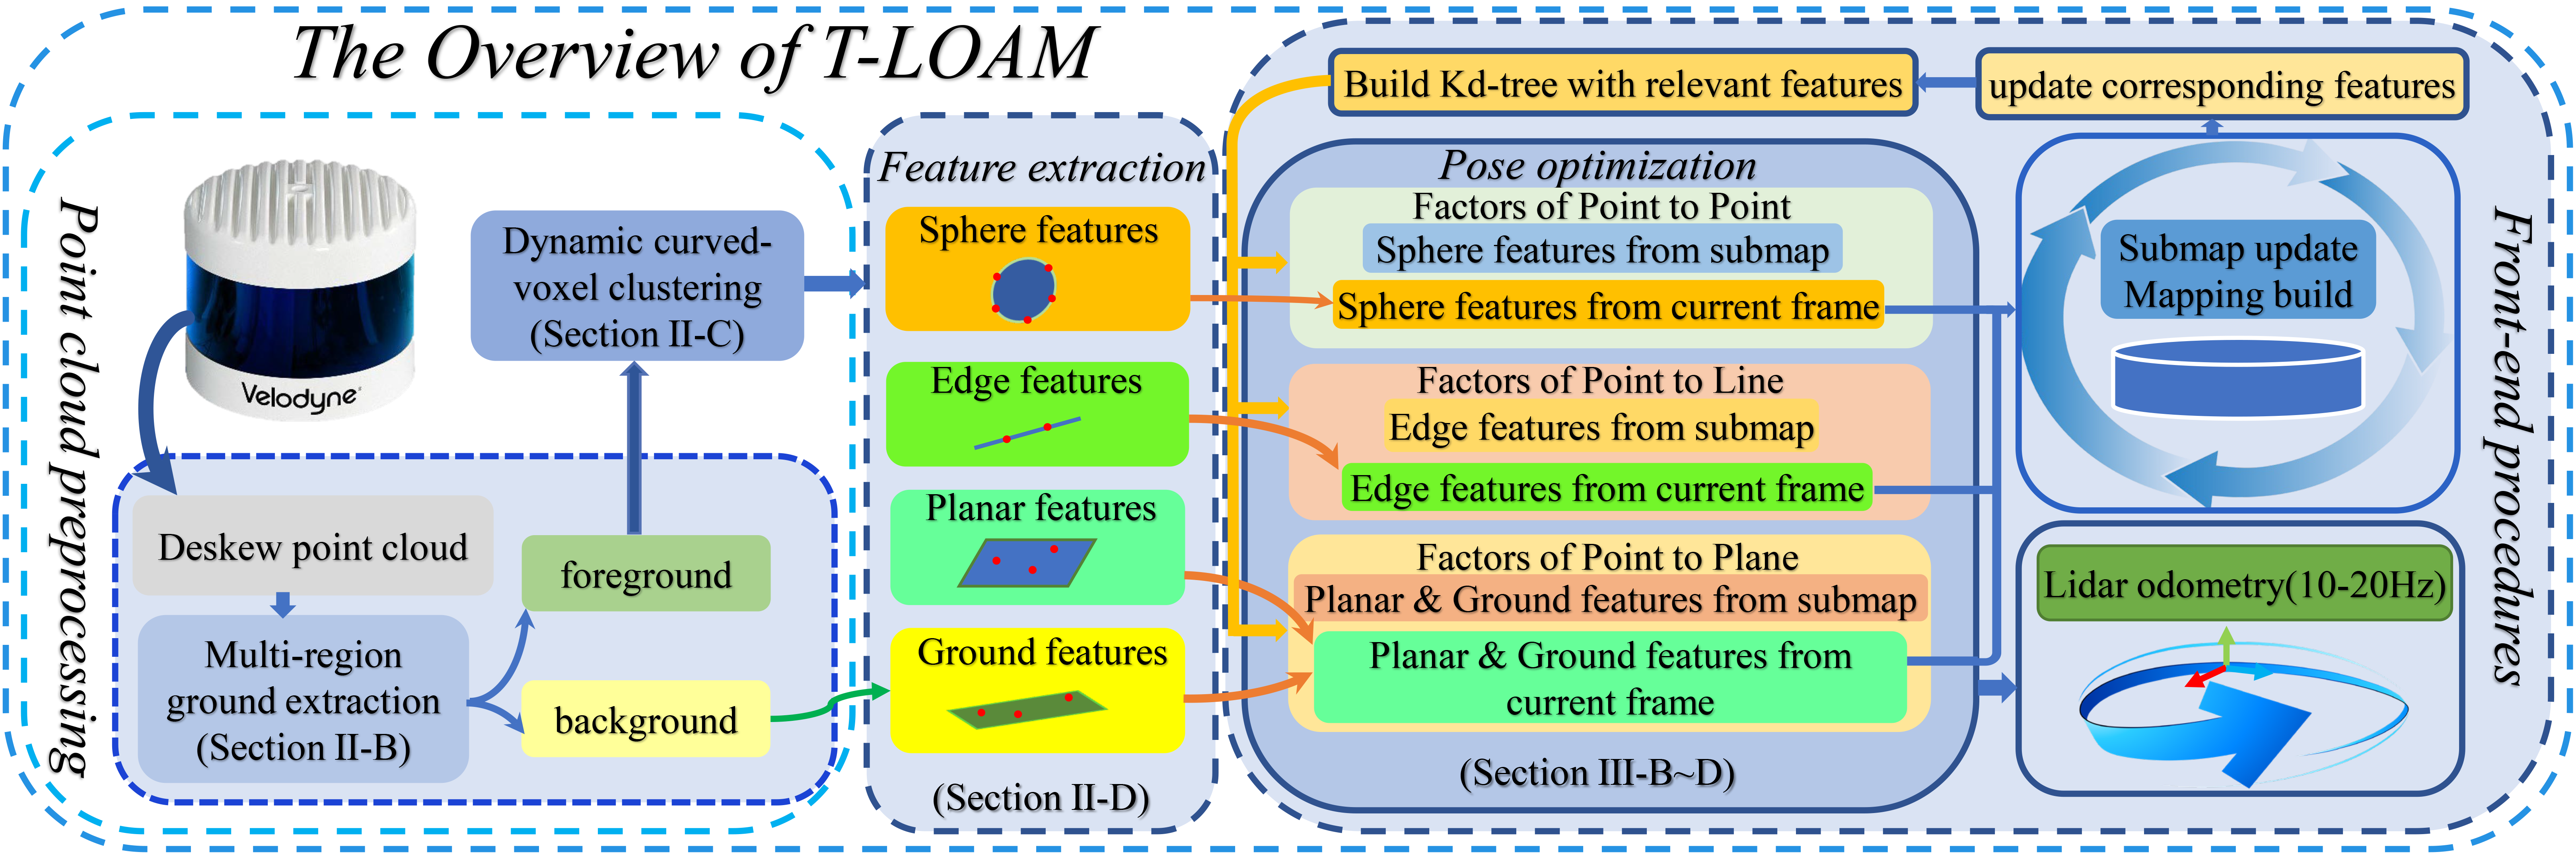 The Overview of T-LOAM
Point cloud preprocessing
Velodyne
Deskew point cloud
Multi-region
ground extraction
(Section II-B)
foreground
background
Dynamic curved-
voxel clustering
(Section II-C)
Feature extraction
Sphere features
Edge features
Planar features
Ground features
(Section II-D)
Build Kd-tree with relevant features
update corresponding features
Pose optimization
Factors of Point to Point
Sphere features from submap
Sphere features from current frame
Factors of Point to Line
Edge features from submap
Edge features from current frame
Factors of Point to Plane
Planar & Ground features from submap
Planar & Ground features from
current frame
(Section III-B~D)
Submap update
Mapping build
Lidar odometry(10-20Hz)
Front-end procedures